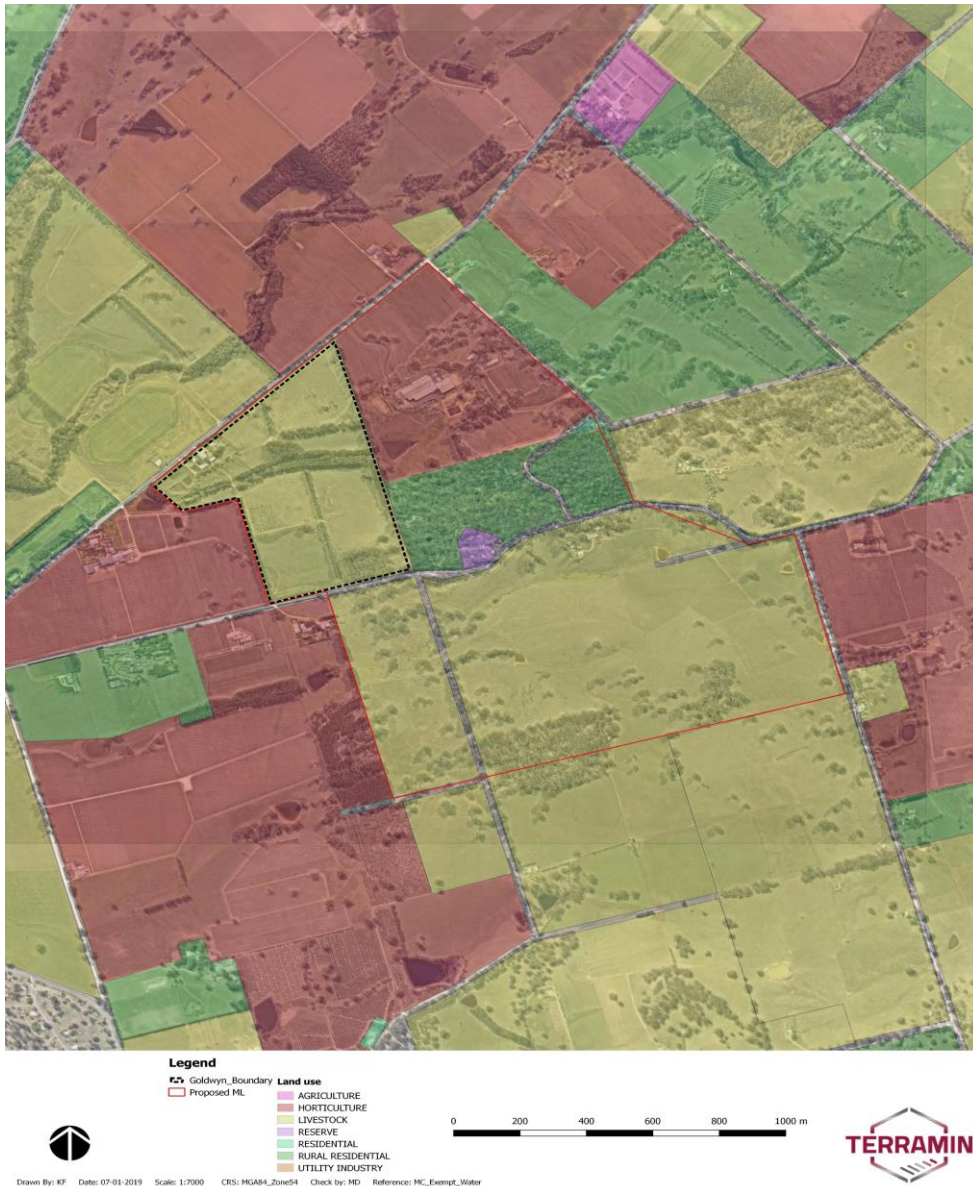 Legend
Goldwyn_Boundary
Proposed ML
Land use
AGRICULTURE
HORTICULTURE
LIVESTOCK
RESERVE
RESIDENTIAL
RURAL RESIDENTIAL
UTILITY INDUSTRY
0 200 400 600 800 1000 m
TERRAMIN
Drawn By: KF Date: 07-01-2019 Scale: 1:7000 CRS: MGA84_Zone54 Check by: MD Reference: MC_Exempt_Water